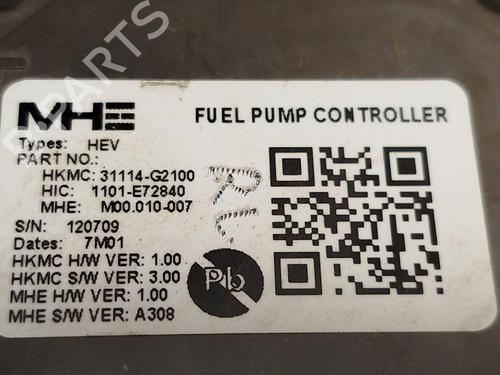 B PARTS
MHE
FUEL PUMP CONTROLLER
Types: HEV
PART NO.:
HKMC: 31114-G2100
HIC: 1101-E72840
MHE: M00.010-007
S/N: 120709
Dates: 7M01
HKMC H/W VER: 1.00
HKMC S/W VER: 3.00
MHE H/W VER: 1.00
MHE S/W VER: A308
Pb